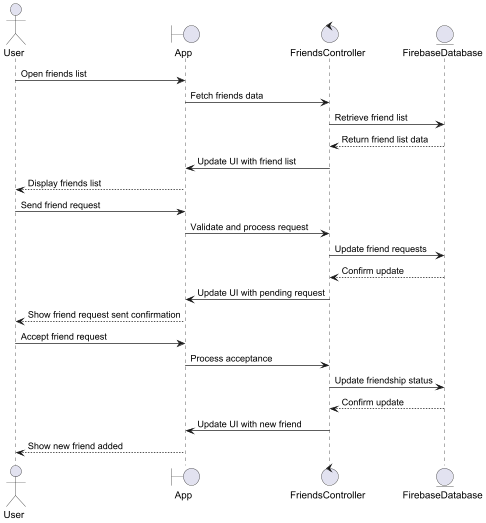 User App FriendsController FirebaseDatabase
Open friends list
Fetch friends data
Retrieve friend list
Return friend list data
Update UI with friend list
Display friends list
Send friend request
Validate and process request
Update friend requests
Confirm update
Update UI with pending request
Show friend request sent confirmation
Accept friend request
Process acceptance
Update friendship status
Confirm update
Update UI with new friend
Show new friend added
User App FriendsController FirebaseDatabase